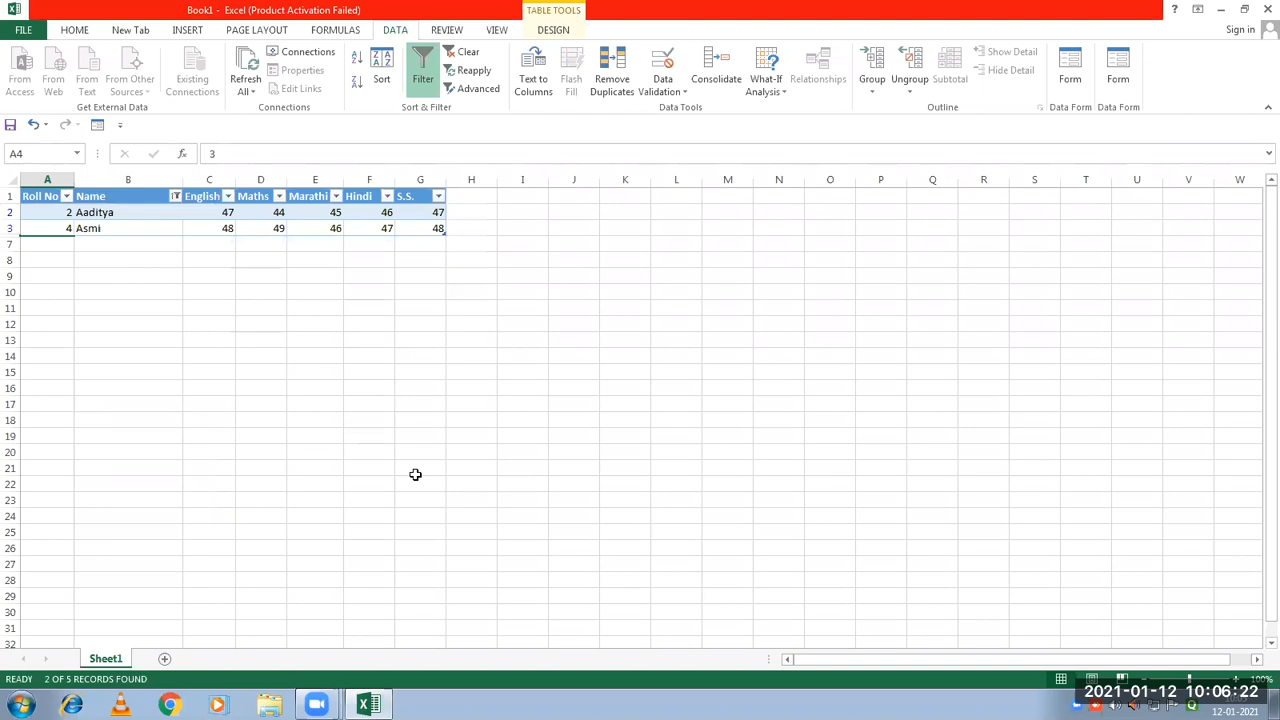 Book1 - Excel (Product Activation Failed)
TABLE TOOLS
?
FILE HOME New Tab INSERT PAGE LAYOUT FORMULAS DATA REVIEW VIEW DESIGN Sign in
From Access
From Web
From Text
From Other Sources
Existing Connections
Get External Data
Refresh All
Connections
Properties
Edit Links
Connections
Sort
Filter
Clear
Reapply
Advanced
Sort & Filter
Text to Columns
Flash Fill
Remove Duplicates
Data Validation
Consolidate
What-If Analysis
Relationships
Data Tools
Group
Ungroup
Subtotal
Show Detail
Hide Detail
Outline
Form
Data Form
Form
Data Form
A4 fx 3
A B C D E F G H I J K L M N O P Q R S T U V W
1 Roll No Name English Maths Marathi Hindi S.S.
2 2 Aaditya 47 44 45 46 47
3 4 Asmi 48 49 46 47 48
7
8
9
10
11
12
13
14
15
16
17
18
19
20
21
22
23
24
25
26
27
28
29
30
31
32
Sheet1
READY 2 OF 5 RECORDS FOUND 100%
2021-01-12 10:06:22
12-01-2021